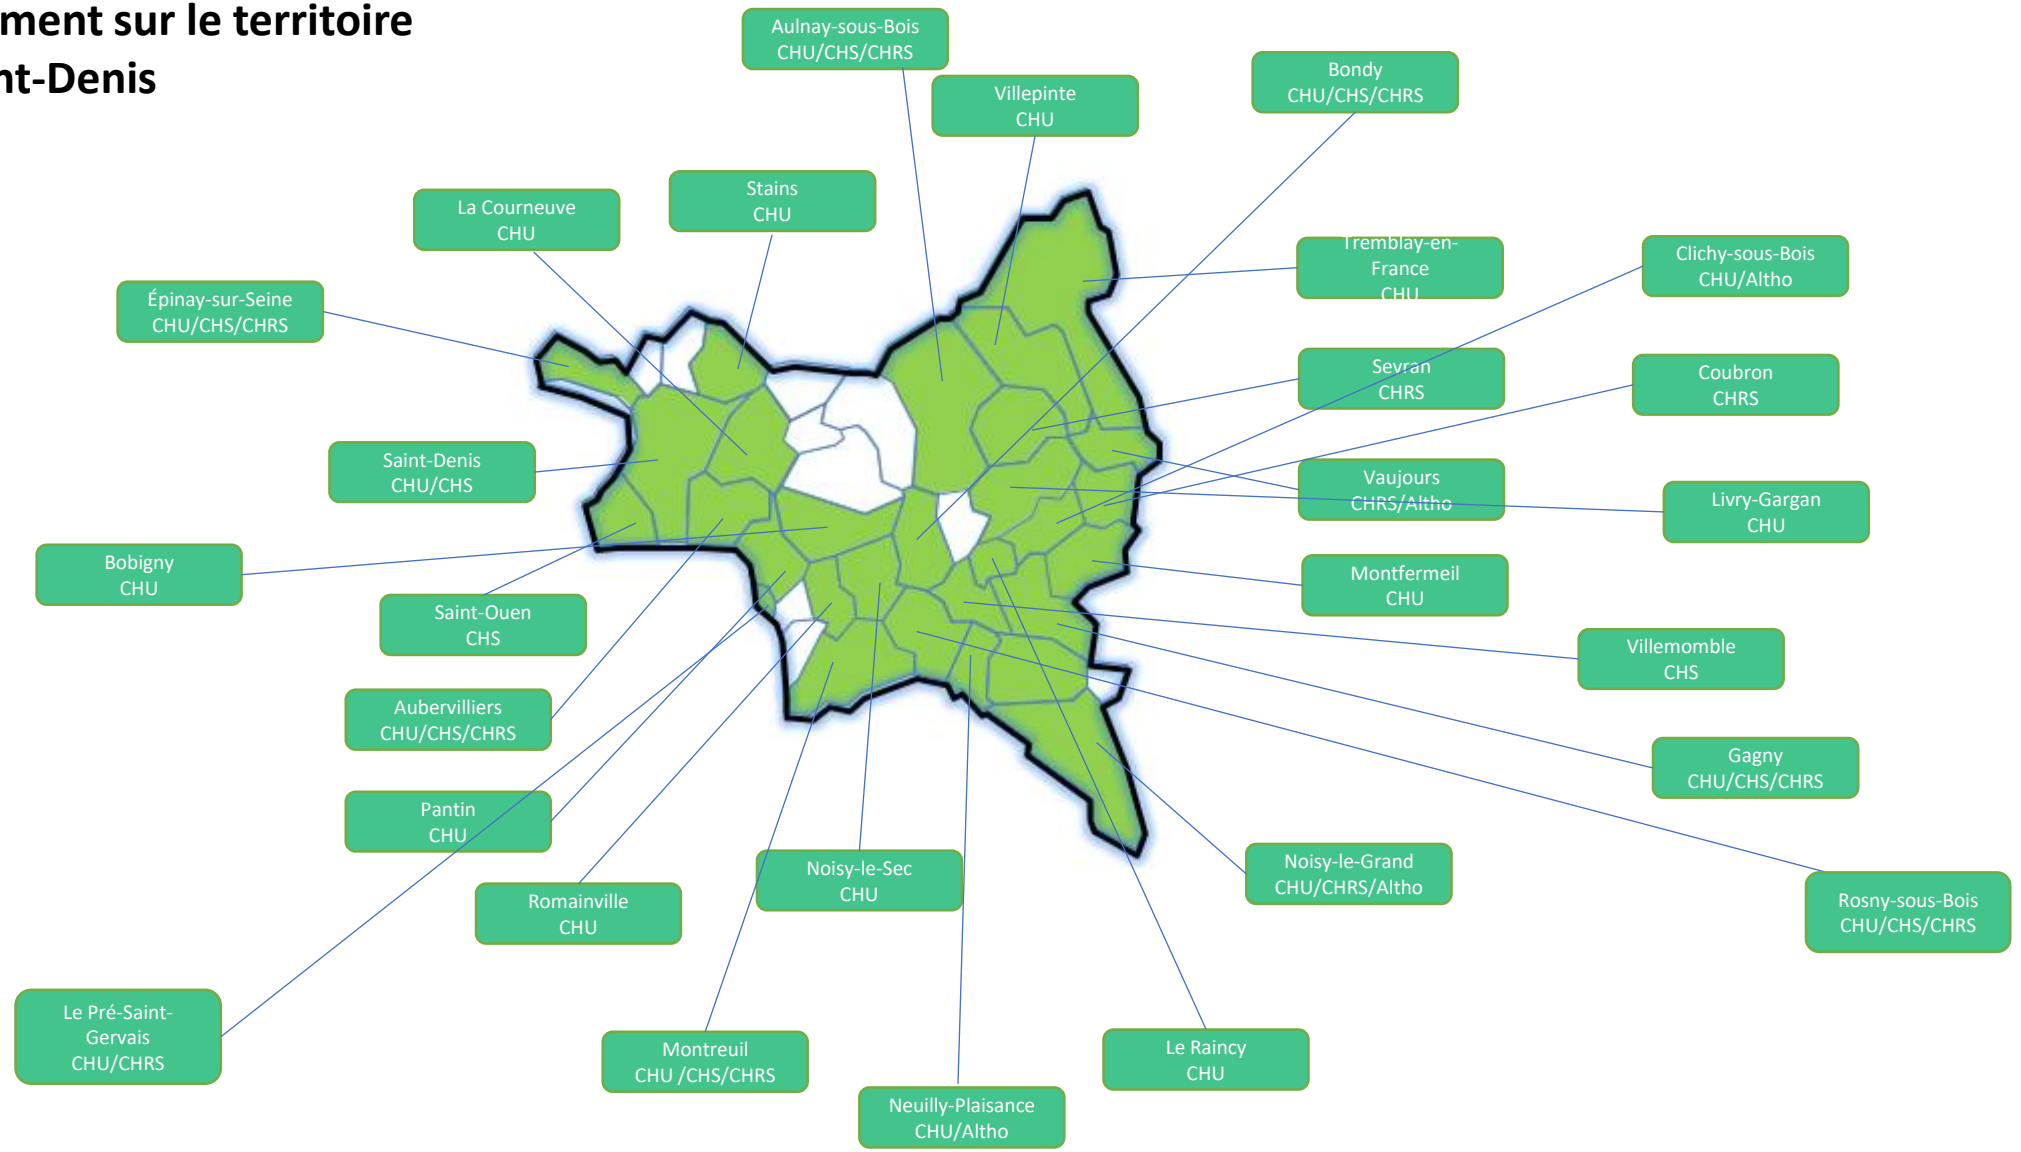 ment sur le territoire
nt-Denis
Aulnay-sous-Bois
CHU/CHS/CHRS
Villepinte
CHU
Bondy
CHU/CHS/CHRS
Stains
CHU
La Courneuve
CHU
Tremblay-en-
France
CHU
Clichy-sous-Bois
CHU/Altho
Épinay-sur-Seine
CHU/CHS/CHRS
Sevran
CHRS
Coubron
CHRS
Saint-Denis
CHU/CHS
Vaujours
CHRS/Altho
Livry-Gargan
CHU
Bobigny
CHU
Montfermeil
CHU
Saint-Ouen
CHS
Villemomble
CHS
Aubervilliers
CHU/CHS/CHRS
Gagny
CHU/CHS/CHRS
Pantin
CHU
Noisy-le-Sec
CHU
Noisy-le-Grand
CHU/CHRS/Altho
Romainville
CHU
Rosny-sous-Bois
CHU/CHS/CHRS
Le Pré-Saint-
Gervais
CHU/CHRS
Montreuil
CHU /CHS/CHRS
Le Raincy
CHU
Neuilly-Plaisance
CHU/Altho